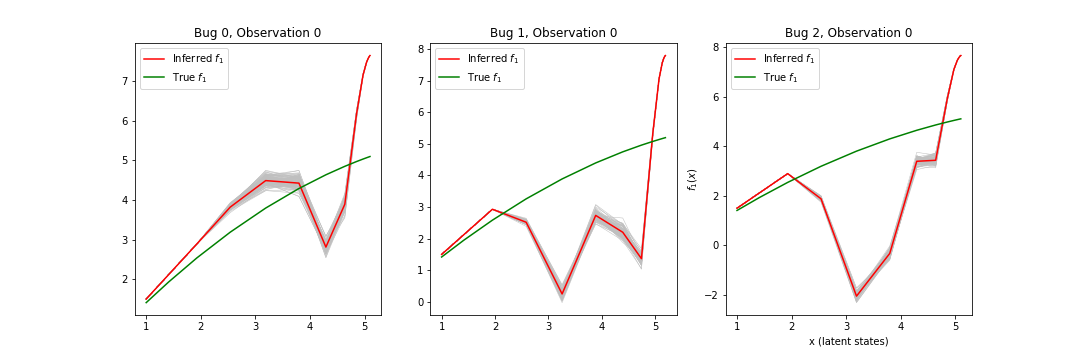 Bug 0, Observation 0
Inferred f₁
True f₁
7
6
5
4
3
2
1 2 3 4 5
Bug 1, Observation 0
Inferred f₁
True f₁
8
7
6
5
4
3
2
1
0
1 2 3 4 5
Bug 2, Observation 0
Inferred f₁
True f₁
f₁(x)
8
6
4
2
0
−2
1 2 3 4 5
x (latent states)